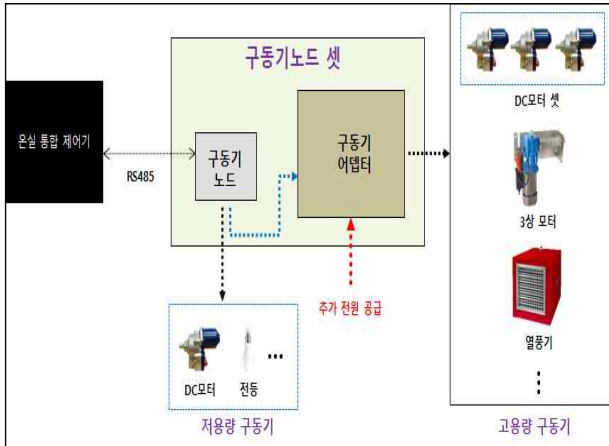 구동기노드 셋
온실 통합 제어기
RS485
구동기
노드
구동기
어뎁터
추가 전원 공급
DC모터
전등
저용량 구동기
DC모터 셋
3상 모터
열풍기
고용량 구동기